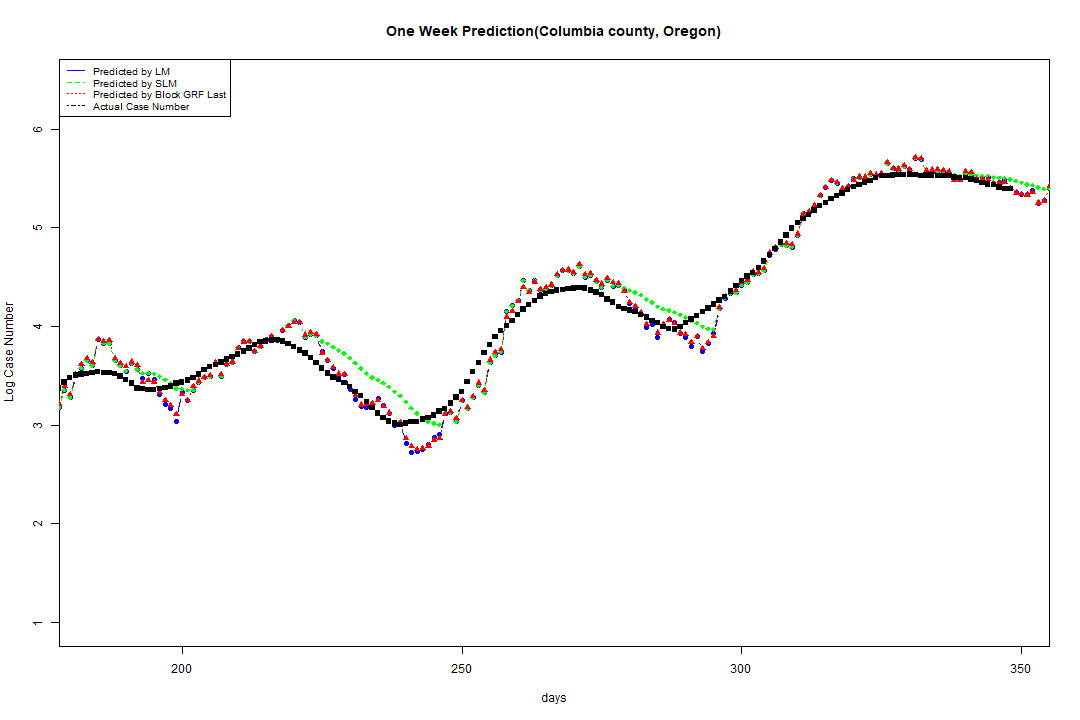 One Week Prediction(Columbia county, Oregon)
Predicted by LM
Predicted by SLM
Predicted by Block GRF Last
Actual Case Number
6
5
4
3
2
1
Log Case Number
200
250
300
350
days